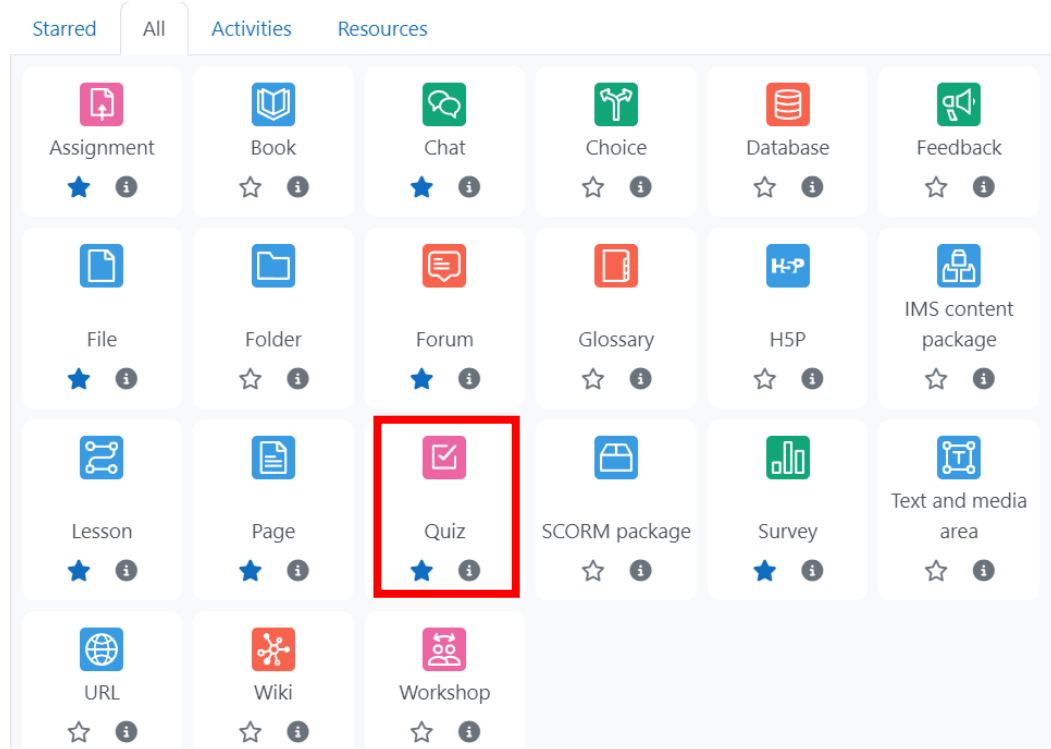 Starred All Activities Resources
Assignment Book Chat Choice Database Feedback
File Folder Forum Glossary H5P IMS content
package
Lesson Page Quiz SCORM package Survey Text and media
area
URL Wiki Workshop